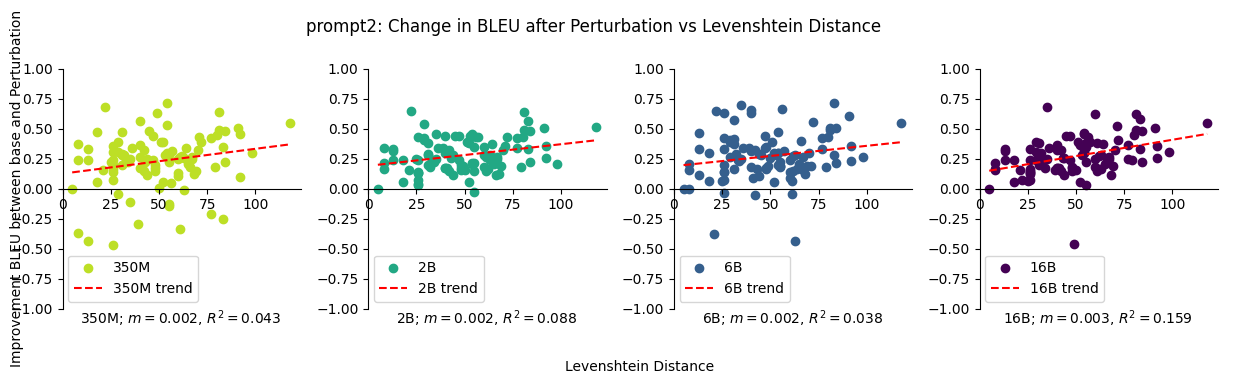 prompt2: Change in BLEU after Perturbation vs Levenshtein Distance
Improvement BLEU between base and Perturbation
1.00
0.75
0.50
0.25
0.00
−0.25
−0.50
−0.75
−1.00
0 25 50 75 100
350M
350M trend
350M; m = 0.002, R² = 0.043
1.00
0.75
0.50
0.25
0.00
−0.25
−0.50
−0.75
−1.00
0 25 50 75 100
2B
2B trend
2B; m = 0.002, R² = 0.088
1.00
0.75
0.50
0.25
0.00
−0.25
−0.50
−0.75
−1.00
0 25 50 75 100
6B
6B trend
6B; m = 0.002, R² = 0.038
1.00
0.75
0.50
0.25
0.00
−0.25
−0.50
−0.75
−1.00
0 25 50 75 100
16B
16B trend
16B; m = 0.003, R² = 0.159
Levenshtein Distance